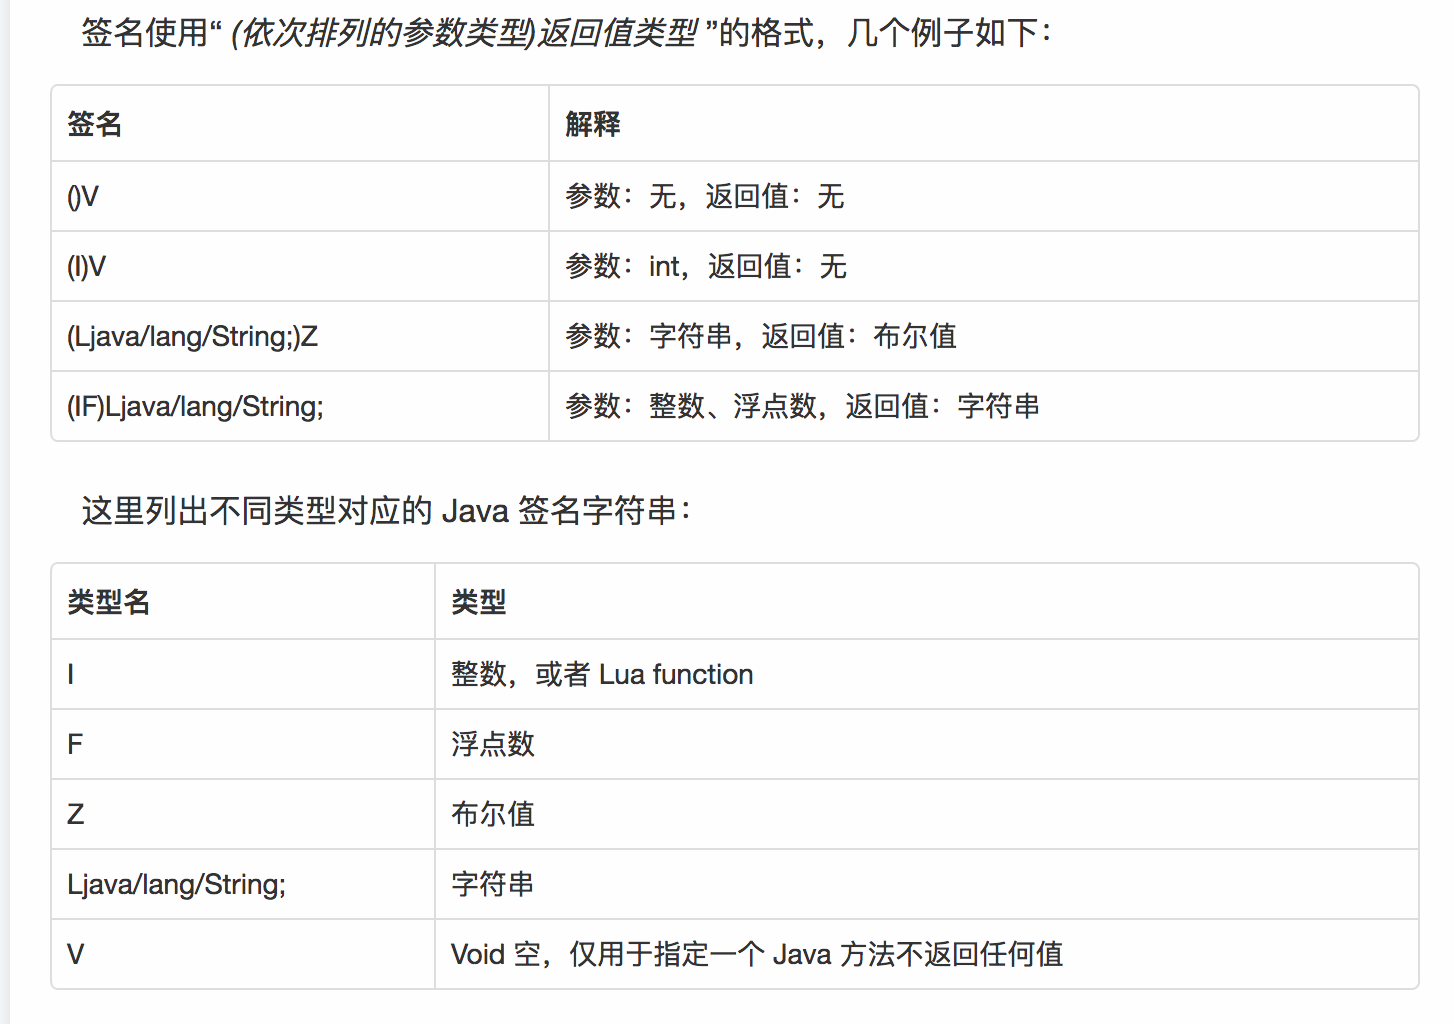 签名使用“ (依次排列的参数类型)返回值类型 ”的格式，几个例子如下：
签名 解释
()V 参数：无，返回值：无
(I)V 参数：int，返回值：无
(Ljava/lang/String;)Z 参数：字符串，返回值：布尔值
(IF)Ljava/lang/String; 参数：整数、浮点数，返回值：字符串
这里列出不同类型对应的 Java 签名字符串：
类型名 类型
I 整数，或者 Lua function
F 浮点数
Z 布尔值
Ljava/lang/String; 字符串
V Void 空，仅用于指定一个 Java 方法不返回任何值